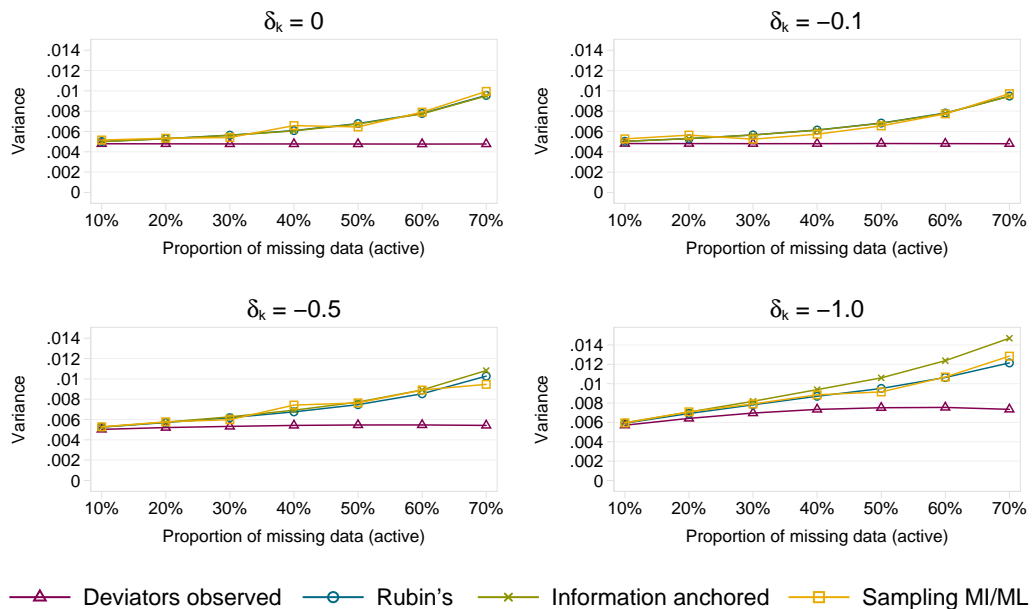 δk = 0
Variance
.014
.012
.01
.008
.006
.004
.002
0
10% 20% 30% 40% 50% 60% 70%
Proportion of missing data (active)
δk = −0.1
Variance
.014
.012
.01
.008
.006
.004
.002
0
10% 20% 30% 40% 50% 60% 70%
Proportion of missing data (active)
δk = −0.5
Variance
.014
.012
.01
.008
.006
.004
.002
0
10% 20% 30% 40% 50% 60% 70%
Proportion of missing data (active)
δk = −1.0
Variance
.014
.012
.01
.008
.006
.004
.002
0
10% 20% 30% 40% 50% 60% 70%
Proportion of missing data (active)
Deviators observed Rubin's Information anchored Sampling MI/ML